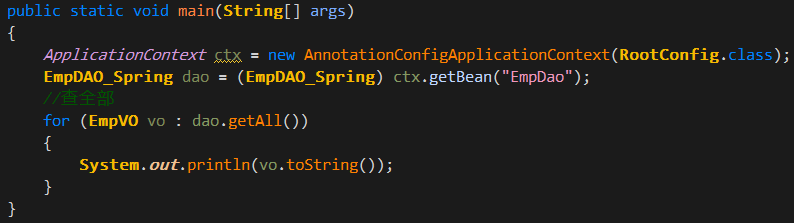 public static void main(String[] args)
{
    ApplicationContext ctx = new AnnotationConfigApplicationContext(RootConfig.class);
    EmpDAO_Spring dao = (EmpDAO_Spring) ctx.getBean("EmpDao");
    //查全部
    for (EmpVO vo : dao.getAll())
    {
        System.out.println(vo.toString());
    }
}